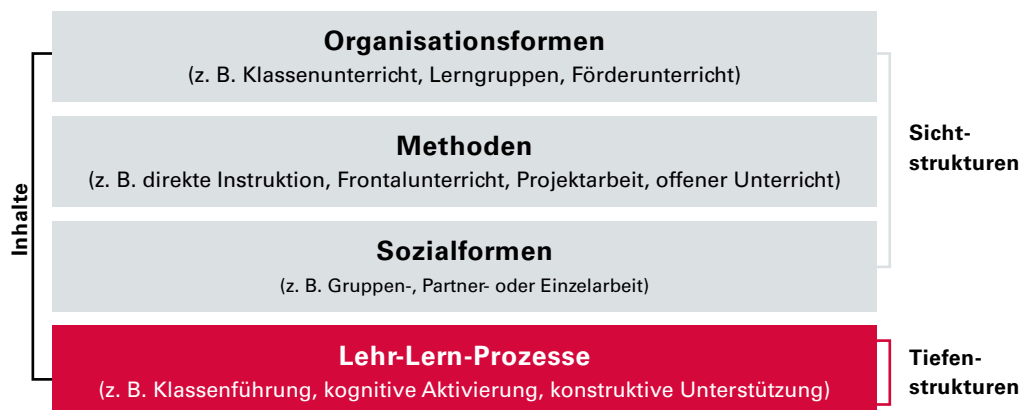 Organisationsformen
(z. B. Klassenunterricht, Lerngruppen, Förderunterricht)
Methoden
(z. B. direkte Instruktion, Frontalunterricht, Projektarbeit, offener Unterricht)
Sozialformen
(z. B. Gruppen-, Partner- oder Einzelarbeit)
Lehr-Lern-Prozesse
(z. B. Klassenführung, kognitive Aktivierung, konstruktive Unterstützung)
Inhalte
Sicht-
strukturen
Tiefen-
strukturen